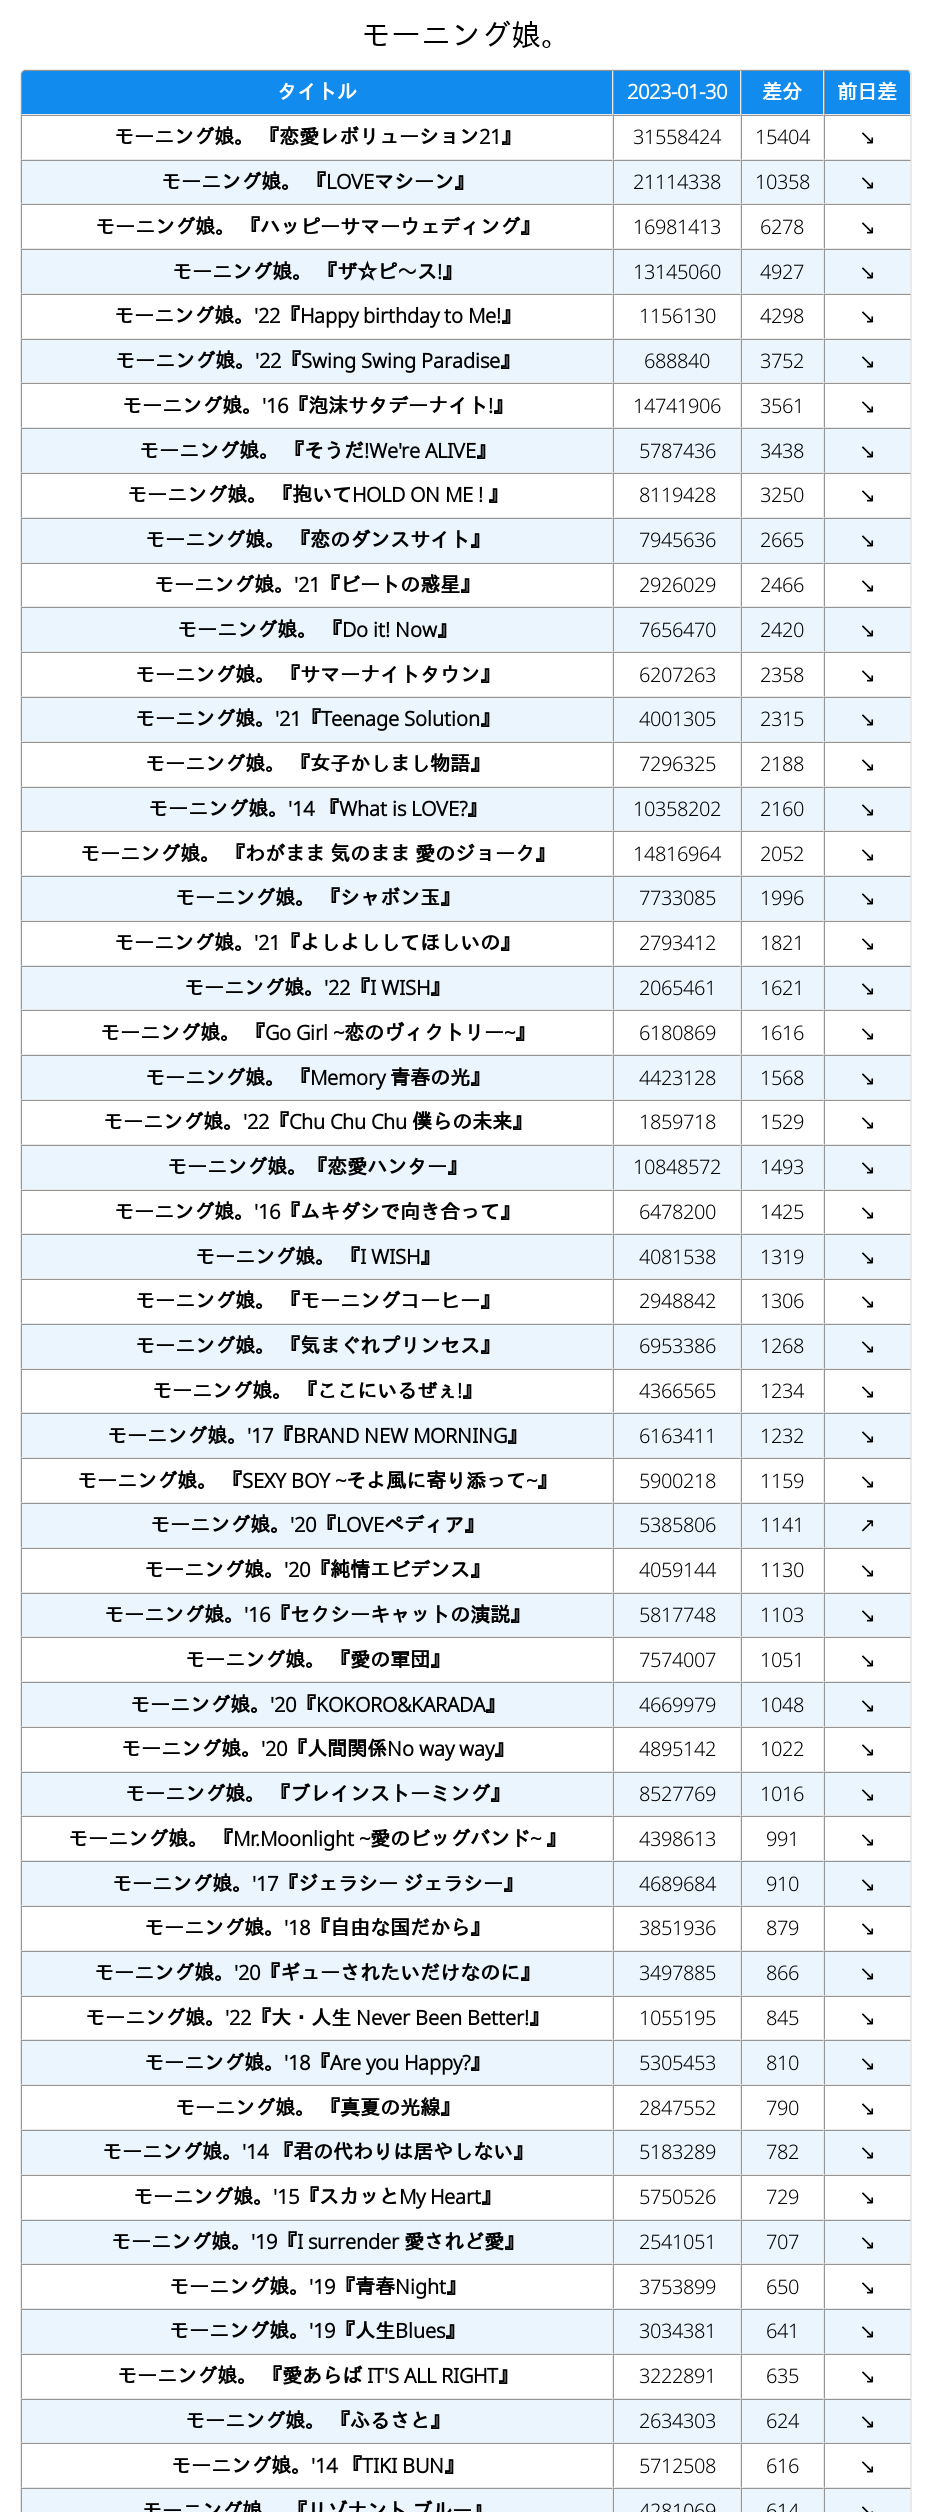 モーニング娘。
タイトル 2023-01-30 差分 前日差
モーニング娘。 『恋愛レボリューション21』 31558424 15404 ↘
モーニング娘。 『LOVEマシーン』 21114338 10358 ↘
モーニング娘。 『ハッピーサマーウェディング』 16981413 6278 ↘
モーニング娘。 『ザ☆ピ〜ス!』 13145060 4927 ↘
モーニング娘。'22『Happy birthday to Me!』 1156130 4298 ↘
モーニング娘。'22『Swing Swing Paradise』 688840 3752 ↘
モーニング娘。'16『泡沫サタデーナイト!』 14741906 3561 ↘
モーニング娘。 『そうだ!We're ALIVE』 5787436 3438 ↘
モーニング娘。 『抱いてHOLD ON ME ! 』 8119428 3250 ↘
モーニング娘。 『恋のダンスサイト』 7945636 2665 ↘
モーニング娘。'21『ビートの惑星』 2926029 2466 ↘
モーニング娘。 『Do it! Now』 7656470 2420 ↘
モーニング娘。 『サマーナイトタウン』 6207263 2358 ↘
モーニング娘。'21『Teenage Solution』 4001305 2315 ↘
モーニング娘。 『女子かしまし物語』 7296325 2188 ↘
モーニング娘。'14 『What is LOVE?』 10358202 2160 ↘
モーニング娘。 『わがまま 気のまま 愛のジョーク』 14816964 2052 ↘
モーニング娘。 『シャボン玉』 7733085 1996 ↘
モーニング娘。'21『よしよししてほしいの』 2793412 1821 ↘
モーニング娘。'22『I WISH』 2065461 1621 ↘
モーニング娘。 『Go Girl ~恋のヴィクトリー~』 6180869 1616 ↘
モーニング娘。 『Memory 青春の光』 4423128 1568 ↘
モーニング娘。'22『Chu Chu Chu 僕らの未来』 1859718 1529 ↘
モーニング娘。『恋愛ハンター』 10848572 1493 ↘
モーニング娘。'16『ムキダシで向き合って』 6478200 1425 ↘
モーニング娘。 『I WISH』 4081538 1319 ↘
モーニング娘。 『モーニングコーヒー』 2948842 1306 ↘
モーニング娘。 『気まぐれプリンセス』 6953386 1268 ↘
モーニング娘。 『ここにいるぜぇ!』 4366565 1234 ↘
モーニング娘。'17『BRAND NEW MORNING』 6163411 1232 ↘
モーニング娘。 『SEXY BOY ~そよ風に寄り添って~』 5900218 1159 ↘
モーニング娘。'20『LOVEペディア』 5385806 1141 ↗
モーニング娘。'20『純情エビデンス』 4059144 1130 ↘
モーニング娘。'16『セクシーキャットの演説』 5817748 1103 ↘
モーニング娘。 『愛の軍団』 7574007 1051 ↘
モーニング娘。'20『KOKORO&KARADA』 4669979 1048 ↘
モーニング娘。'20『人間関係No way way』 4895142 1022 ↘
モーニング娘。 『ブレインストーミング』 8527769 1016 ↘
モーニング娘。 『Mr.Moonlight ~愛のビッグバンド~ 』 4398613 991 ↘
モーニング娘。'17『ジェラシー ジェラシー』 4689684 910 ↘
モーニング娘。'18『自由な国だから』 3851936 879 ↘
モーニング娘。'20『ギューされたいだけなのに』 3497885 866 ↘
モーニング娘。'22『大・人生 Never Been Better!』 1055195 845 ↘
モーニング娘。'18『Are you Happy?』 5305453 810 ↘
モーニング娘。 『真夏の光線』 2847552 790 ↘
モーニング娘。'14 『君の代わりは居やしない』 5183289 782 ↘
モーニング娘。'15『スカッとMy Heart』 5750526 729 ↘
モーニング娘。'19『I surrender 愛されど愛』 2541051 707 ↘
モーニング娘。'19『青春Night』 3753899 650 ↘
モーニング娘。'19『人生Blues』 3034381 641 ↘
モーニング娘。 『愛あらば IT'S ALL RIGHT』 3222891 635 ↘
モーニング娘。 『ふるさと』 2634303 624 ↘
モーニング娘。'14 『TIKI BUN』 5712508 616 ↘
モーニング娘。 『リゾナント ブルー』 4281069 614 ↘